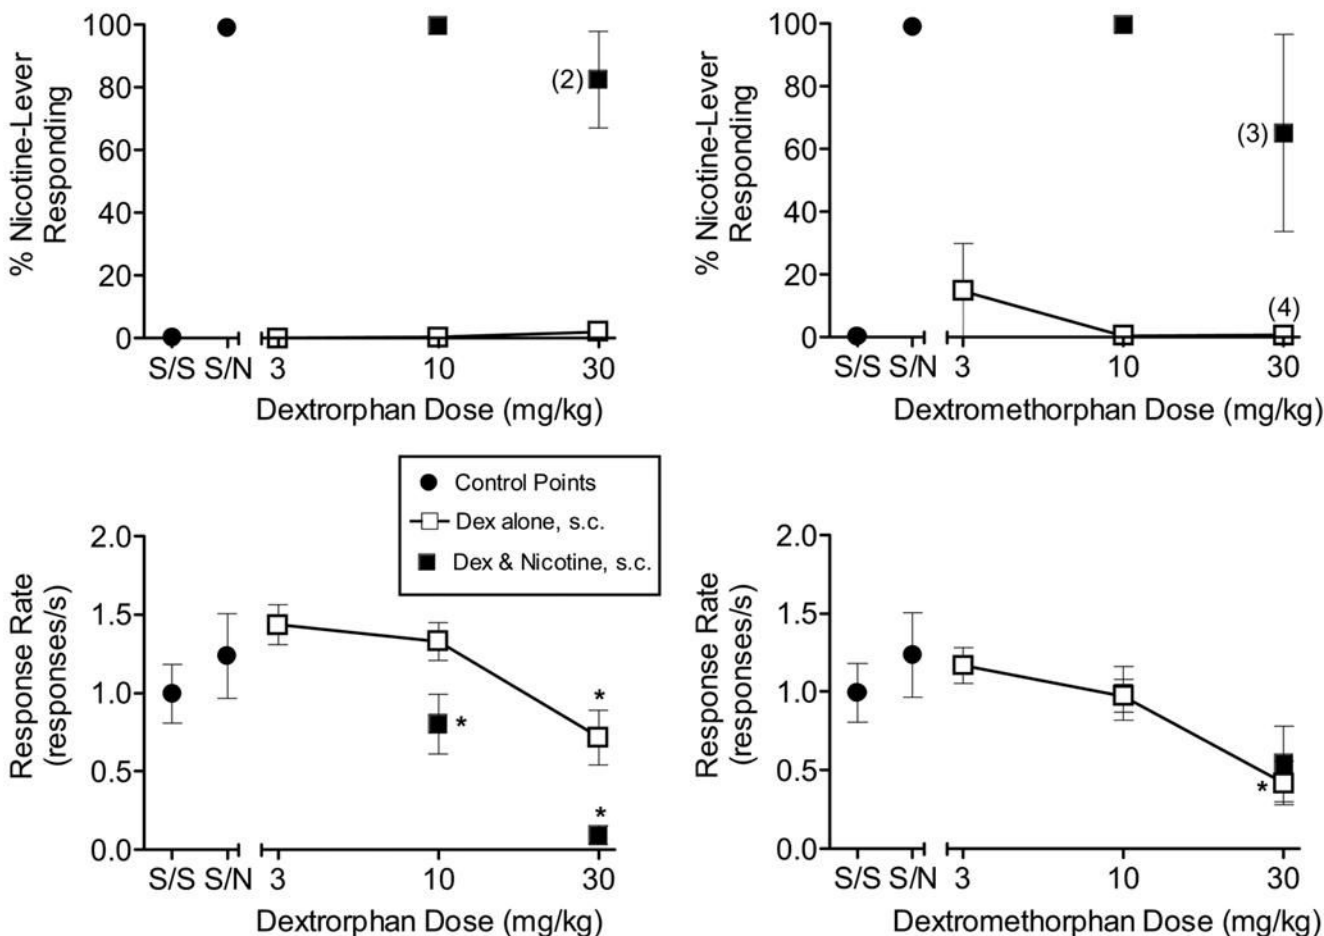 % Nicotine-Lever
Responding
100
80
60
40
20
0
(2)
S/S S/N 3 10 30
Dextrorphan Dose (mg/kg)
% Nicotine-Lever
Responding
100
80
60
40
20
0
(3)
(4)
S/S S/N 3 10 30
Dextromethorphan Dose (mg/kg)
Control Points
Dex alone, s.c.
Dex & Nicotine, s.c.
Response Rate
(responses/s)
2.0
1.5
1.0
0.5
0.0
*
*
*
S/S S/N 3 10 30
Dextrorphan Dose (mg/kg)
Response Rate
(responses/s)
2.0
1.5
1.0
0.5
0.0
*
S/S S/N 3 10 30
Dextromethorphan Dose (mg/kg)